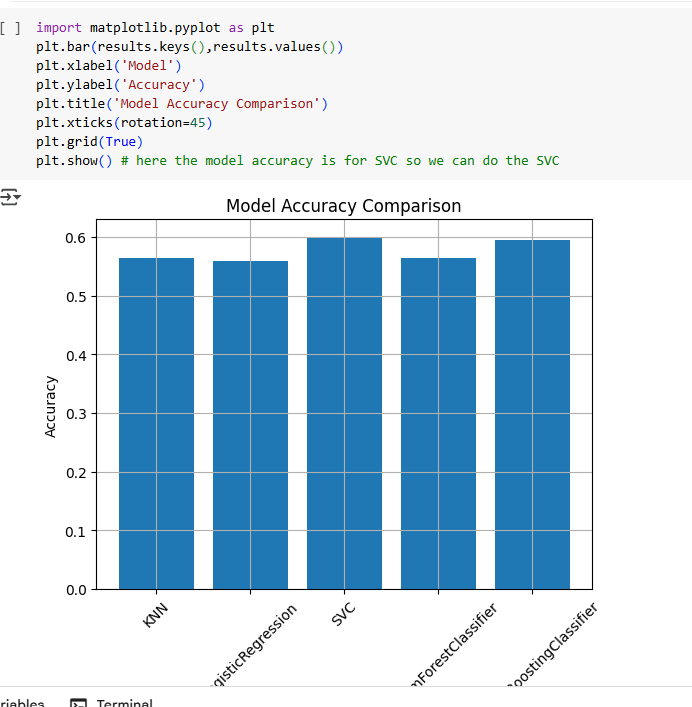 [ ] import matplotlib.pyplot as plt
plt.bar(results.keys(),results.values())
plt.xlabel('Model')
plt.ylabel('Accuracy')
plt.title('Model Accuracy Comparison')
plt.xticks(rotation=45)
plt.grid(True)
plt.show() # here the model accuracy is for SVC so we can do the SVC
Model Accuracy Comparison
0.6
0.5
0.4
0.3
0.2
0.1
0.0
Accuracy
KNN
gisticRegression
SVC
mForestClassifier
oostingClassifier
riables
Terminal